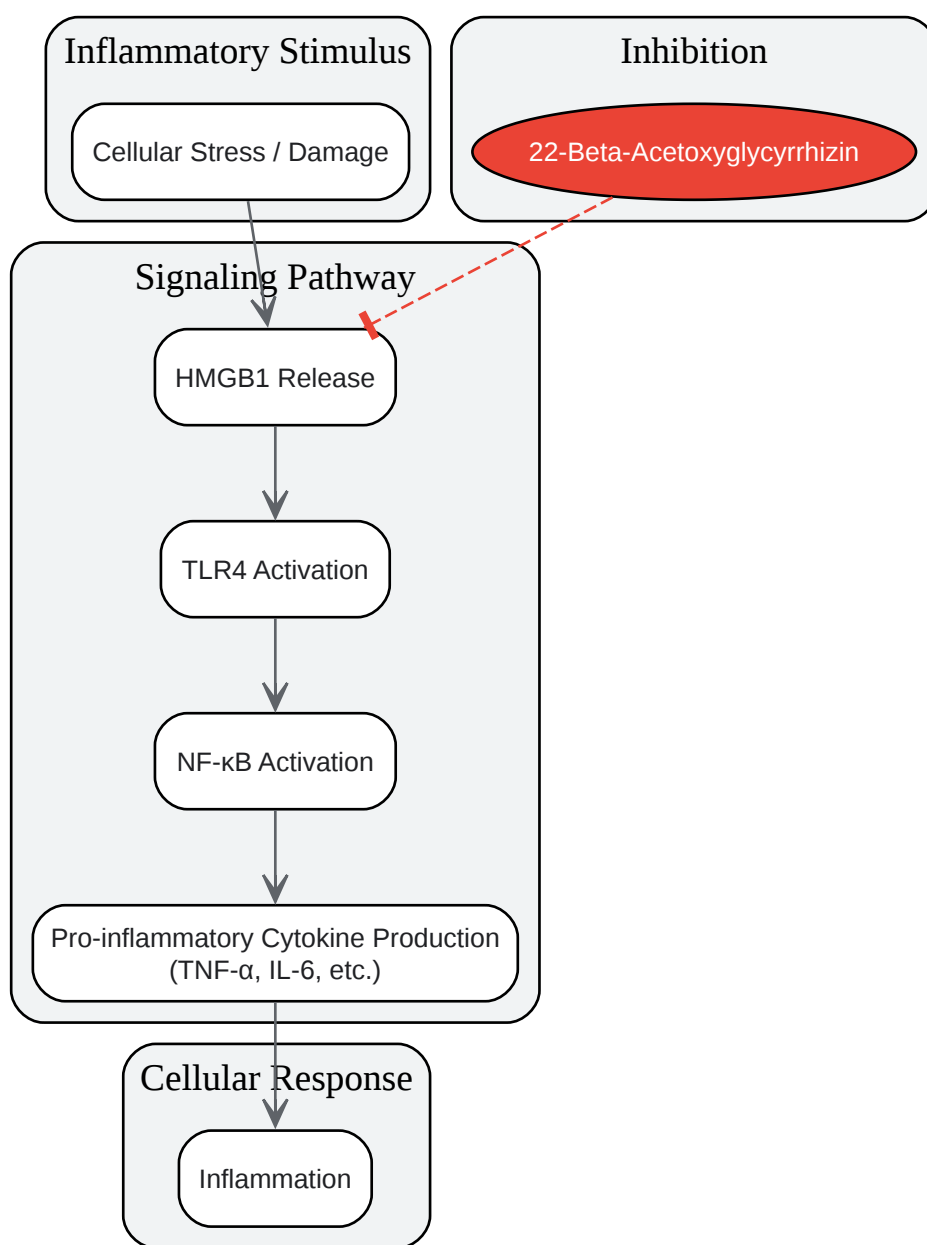 Inflammatory Stimulus
Inhibition
Cellular Stress / Damage
22-Beta-Acetoxyglycyrrhizin
Signaling Pathway
HMGB1 Release
TLR4 Activation
NF-κB Activation
Pro-inflammatory Cytokine Production
(TNF-α, IL-6, etc.)
Cellular Response
Inflammation